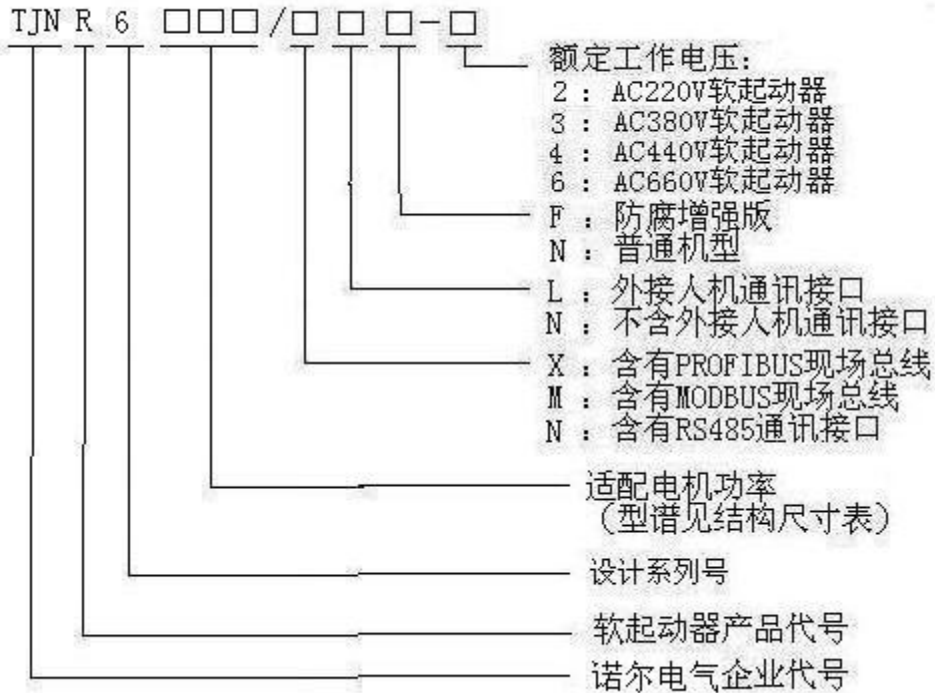 TJN R 6 □□□/□ □ □-□
额定工作电压:
2:AC220V软起动器
3:AC380V软起动器
4:AC440V软起动器
6:AC660V软起动器
F:防腐增强版
N:普通机型
L:外接人机通讯接口
N:不含外接人机通讯接口
X:含有PROFIBUS现场总线
M:含有MODBUS现场总线
N:含有RS485通讯接口
适配电机功率
(型谱见结构尺寸表)
设计系列号
软起动器产品代号
诺尔电气企业代号